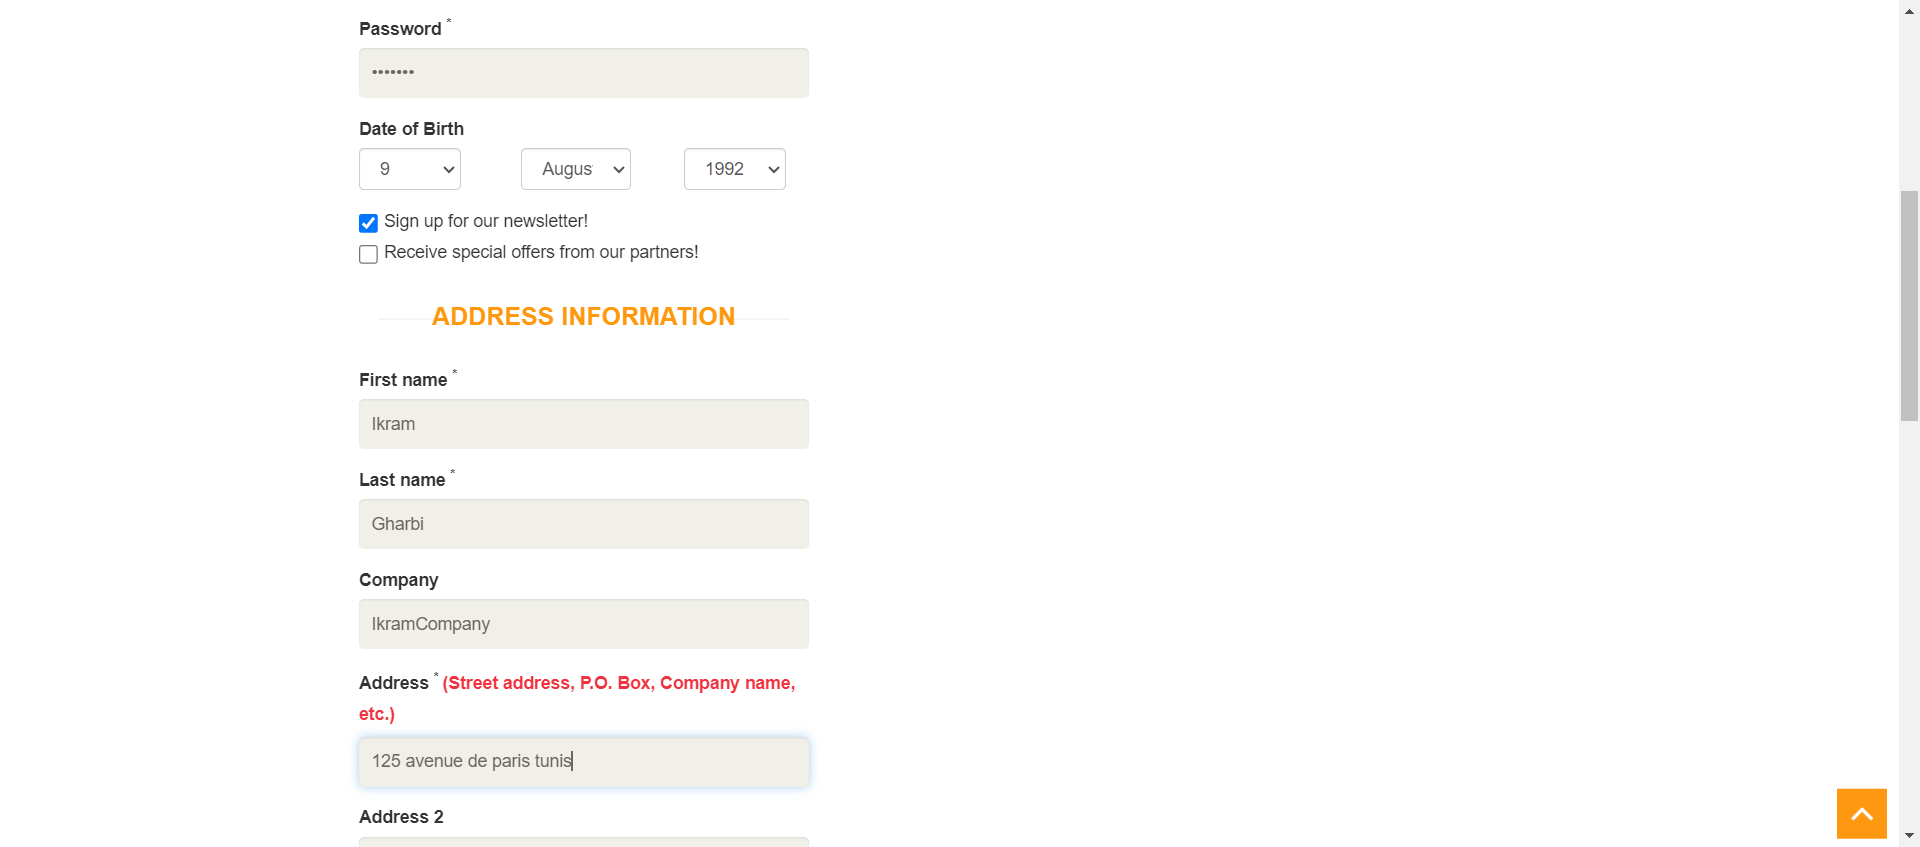 Password *
•••••••
Date of Birth
9 Augus 1992
Sign up for our newsletter!
Receive special offers from our partners!
ADDRESS INFORMATION
First name *
Ikram
Last name *
Gharbi
Company
IkramCompany
Address * (Street address, P.O. Box, Company name,
etc.)
125 avenue de paris tunis
Address 2